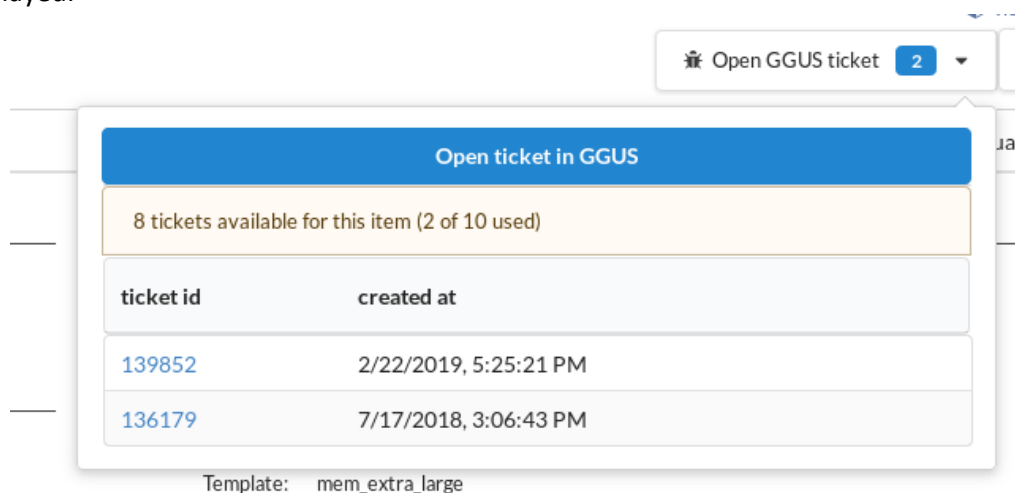 Open GGUS ticket 2
Open ticket in GGUS
8 tickets available for this item (2 of 10 used)
ticket id created at
139852 2/22/2019, 5:25:21 PM
136179 7/17/2018, 3:06:43 PM
Template: mem_extra_large